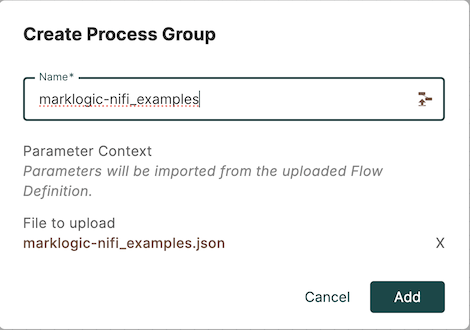 Create Process Group
Name*
marklogic-nifi_examples
Parameter Context
Parameters will be imported from the uploaded Flow
Definition.
File to upload
marklogic-nifi_examples.json X
Cancel Add